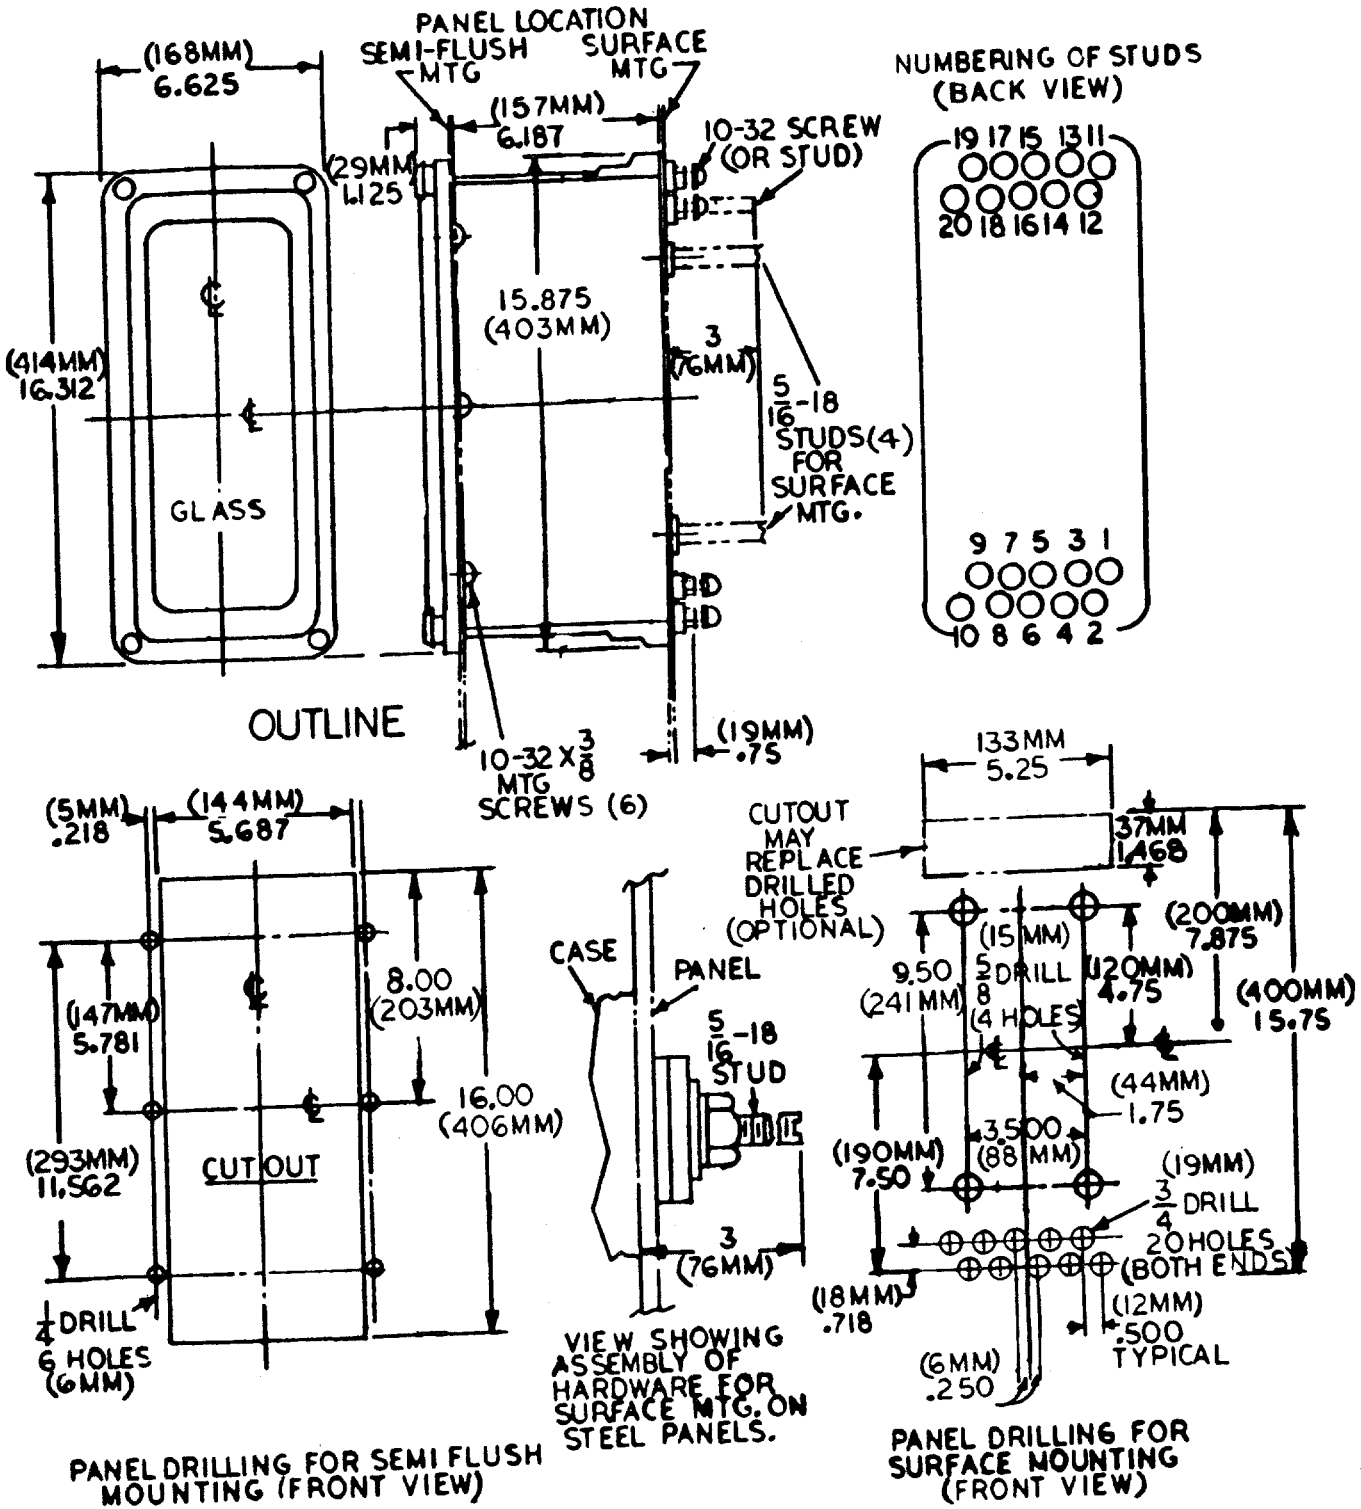 PANEL LOCATION
SEMI-FLUSH MTG
SURFACE MTG
(168MM)
6.625
(157MM)
6.187
(29MM
1.125
10-32 SCREW
(OR STUD)
NUMBERING OF STUDS
(BACK VIEW)
19 17 15 13 11
20 18 16 14 12
15.875
(403MM)
(414MM)
16.312
3
(76MM)
5/16-18
STUDS(4)
FOR
SURFACE
MTG.
GLASS
9 7 5 3 1
10 8 6 4 2
OUTLINE
10-32 X 3/8
MTG
SCREWS (6)
(19MM)
.75
(5MM)
.218
(144MM)
5.687
8.00
(203MM)
(147MM)
5.781
16.00
(406MM)
(293MM)
11.562
CUTOUT
1/4 DRILL
6 HOLES
(6MM)
PANEL DRILLING FOR SEMI FLUSH
MOUNTING (FRONT VIEW)
CASE
PANEL
5/16-18
STUD
3
(76MM)
VIEW SHOWING
ASSEMBLY OF
HARDWARE FOR
SURFACE MTG. ON
STEEL PANELS.
133MM
5.25
CUTOUT
MAY
REPLACE
DRILLED
HOLES
(OPTIONAL)
37MM
1.468
(200MM)
7.875
(400MM)
15.75
9.50
(241MM)
(15MM)
5/8 DRILL
(4 HOLES)
(120MM)
4.75
(44MM)
1.75
3.500
(88MM)
(190MM)
7.50
(19MM)
3/4 DRILL
20 HOLES
(BOTH ENDS)
(18MM)
.718
(12MM)
.500
TYPICAL
(6MM)
.250
PANEL DRILLING FOR
SURFACE MOUNTING
(FRONT VIEW)